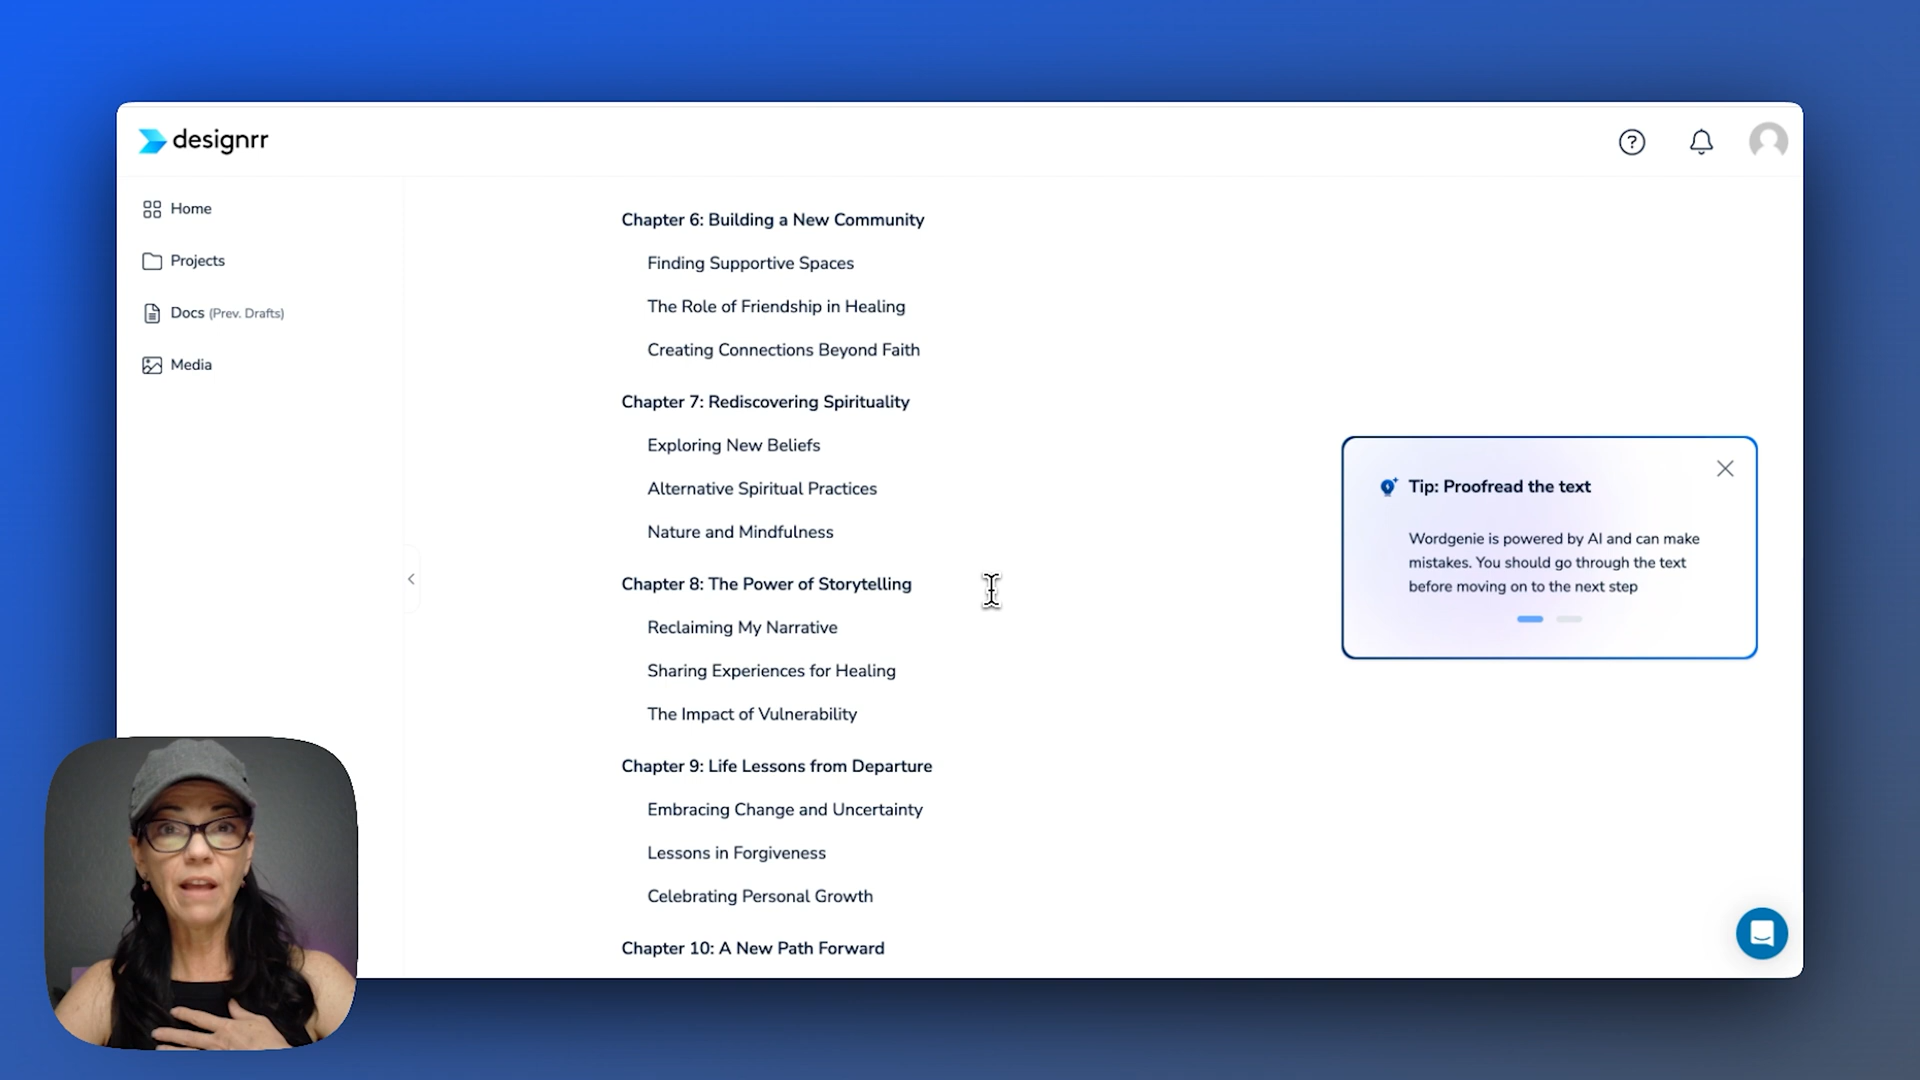 designrr
Home
Projects
Docs (Prev. Drafts)
Media
Chapter 6: Building a New Community
Finding Supportive Spaces
The Role of Friendship in Healing
Creating Connections Beyond Faith
Chapter 7: Rediscovering Spirituality
Exploring New Beliefs
Alternative Spiritual Practices
Nature and Mindfulness
Chapter 8: The Power of Storytelling
Reclaiming My Narrative
Sharing Experiences for Healing
The Impact of Vulnerability
Chapter 9: Life Lessons from Departure
Embracing Change and Uncertainty
Lessons in Forgiveness
Celebrating Personal Growth
Chapter 10: A New Path Forward
Tip: Proofread the text
Wordgenie is powered by AI and can make
mistakes. You should go through the text
before moving on to the next step